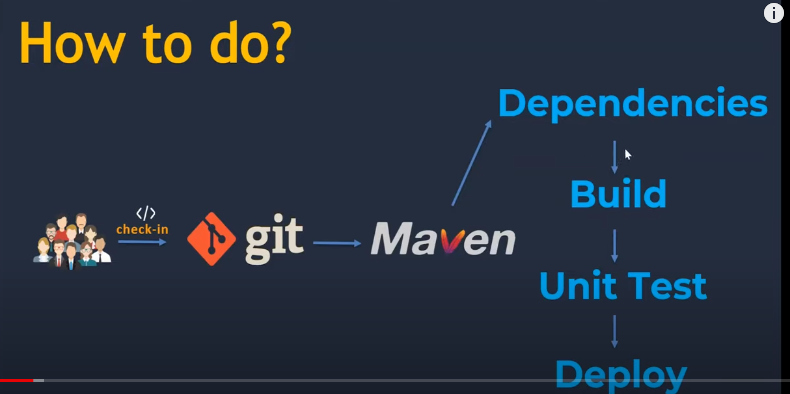 How to do?
Dependencies
Build
</>
check-in
git
Maven
Unit Test
Deploy